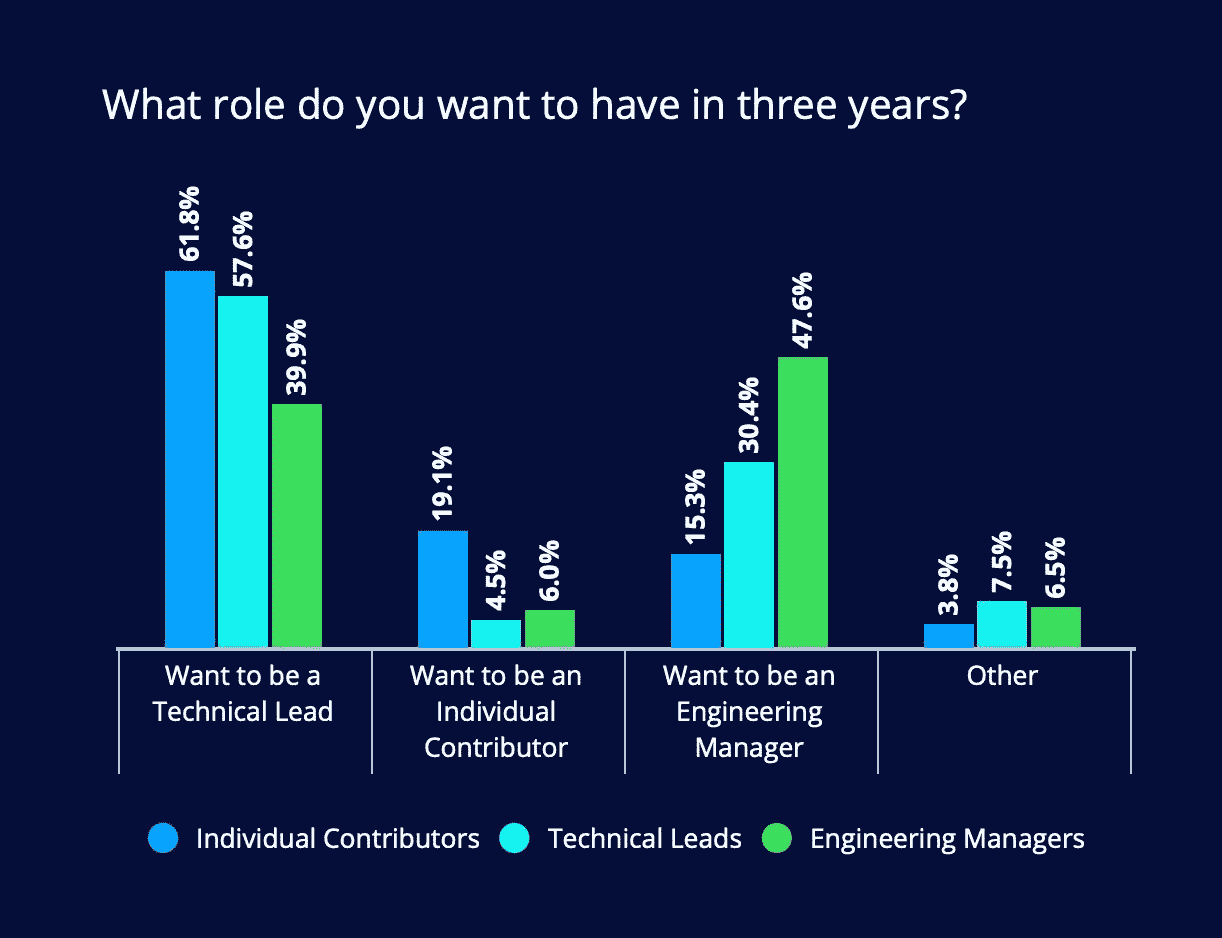 What role do you want to have in three years?
61.8%
57.6%
39.9%
19.1%
4.5%
6.0%
15.3%
30.4%
47.6%
3.8%
7.5%
6.5%
Want to be a
Technical Lead
Want to be an
Individual
Contributor
Want to be an
Engineering
Manager
Other
Individual Contributors
Technical Leads
Engineering Managers